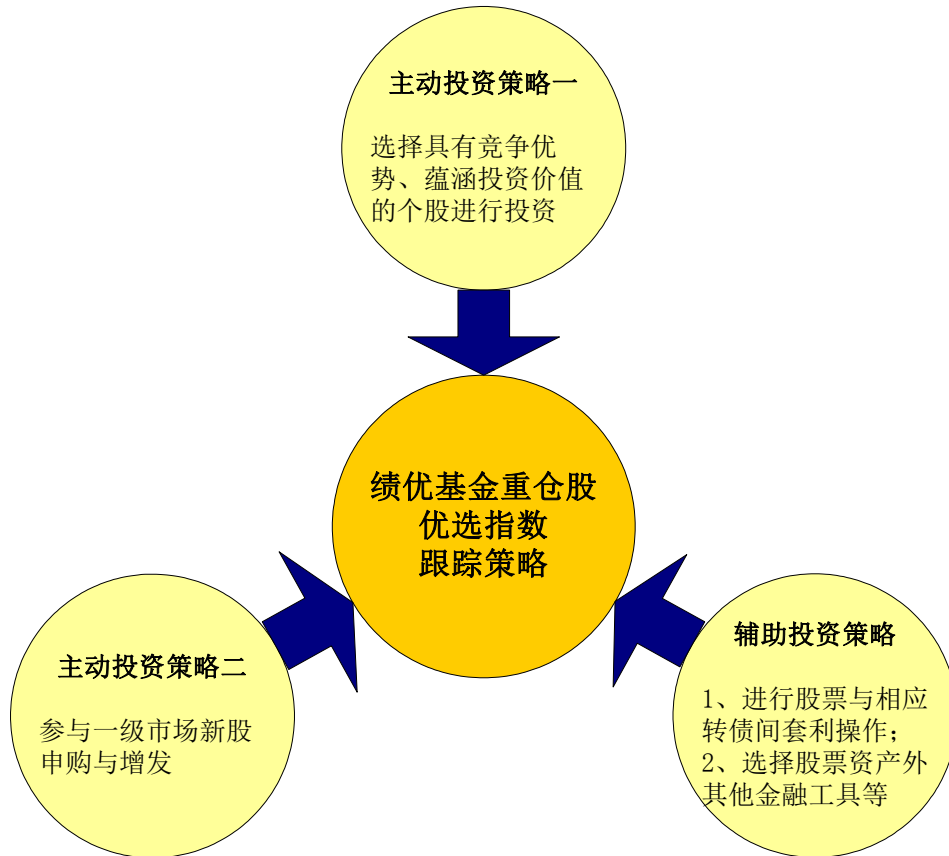 主动投资策略一
选择具有竞争优
势、蕴涵投资价值
的个股进行投资
绩优基金重仓股
优选指数
跟踪策略
主动投资策略二
参与一级市场新股
申购与增发
辅助投资策略
1、进行股票与相应
转债间套利操作；
2、选择股票资产外
其他金融工具等